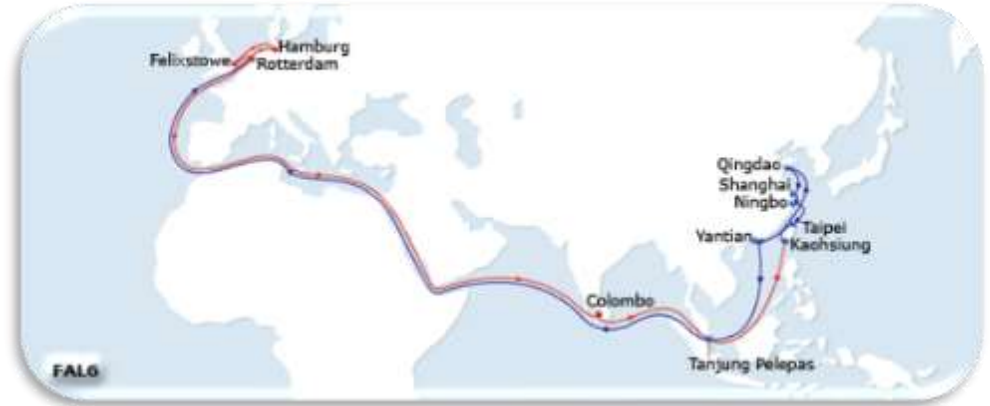 Hamburg
Felixstowe
Rotterdam
Qingdao
Shanghai
Ningbo
Taipei
Yantian
Kaohsiung
Colombo
Tanjung Pelepas
FAL6